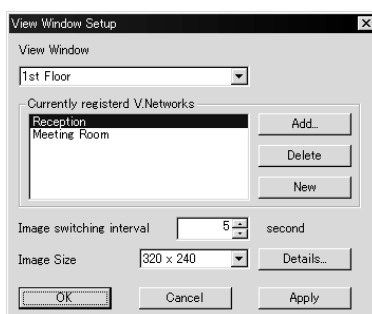 View Window Setup
View Window
1st Floor
Currently registerd V.Networks
Reception
Meeting Room
Add...
Delete
New
Image switching interval 5 second
Image Size 320 x 240 Details...
OK Cancel Apply